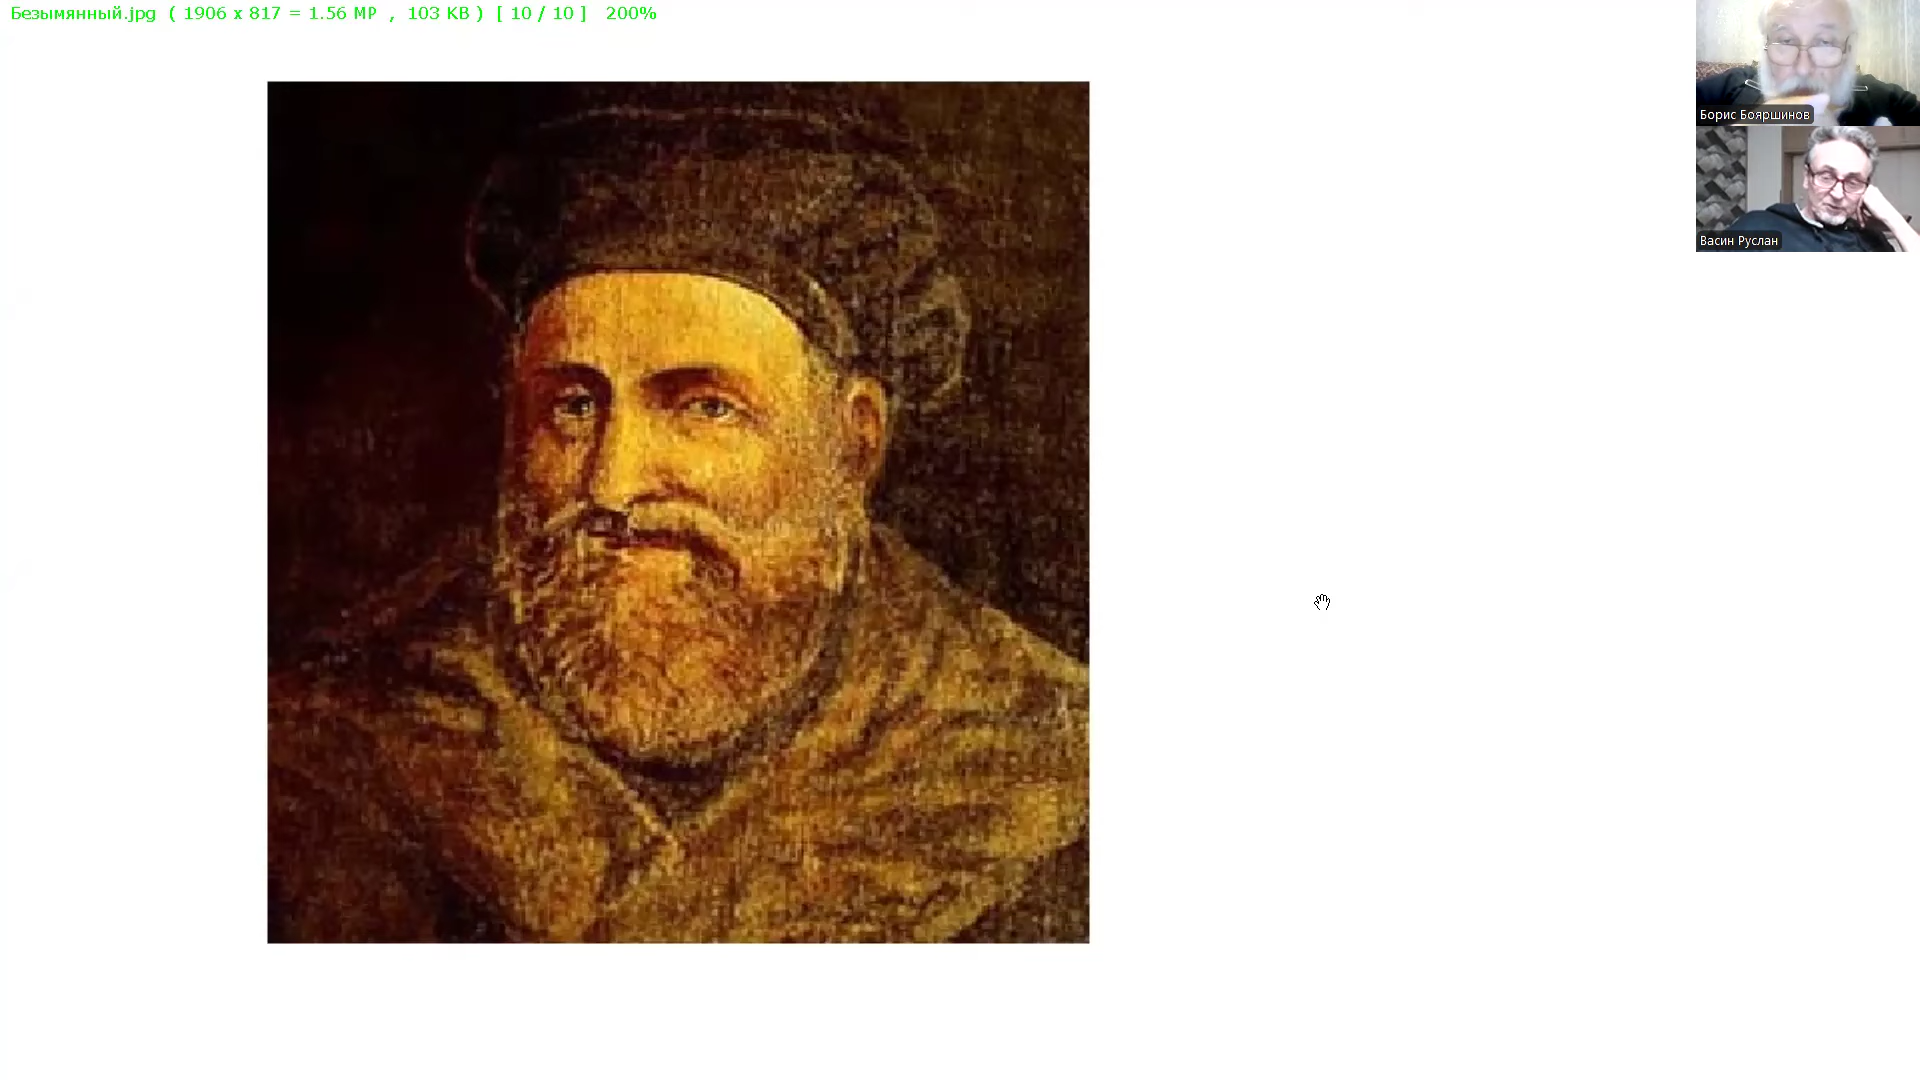 Безымянный.jpg ( 1906 x 817 = 1.56 MP , 103 KB ) [ 10 / 10 ] 200%
Борис Бояршинов
Васин Руслан